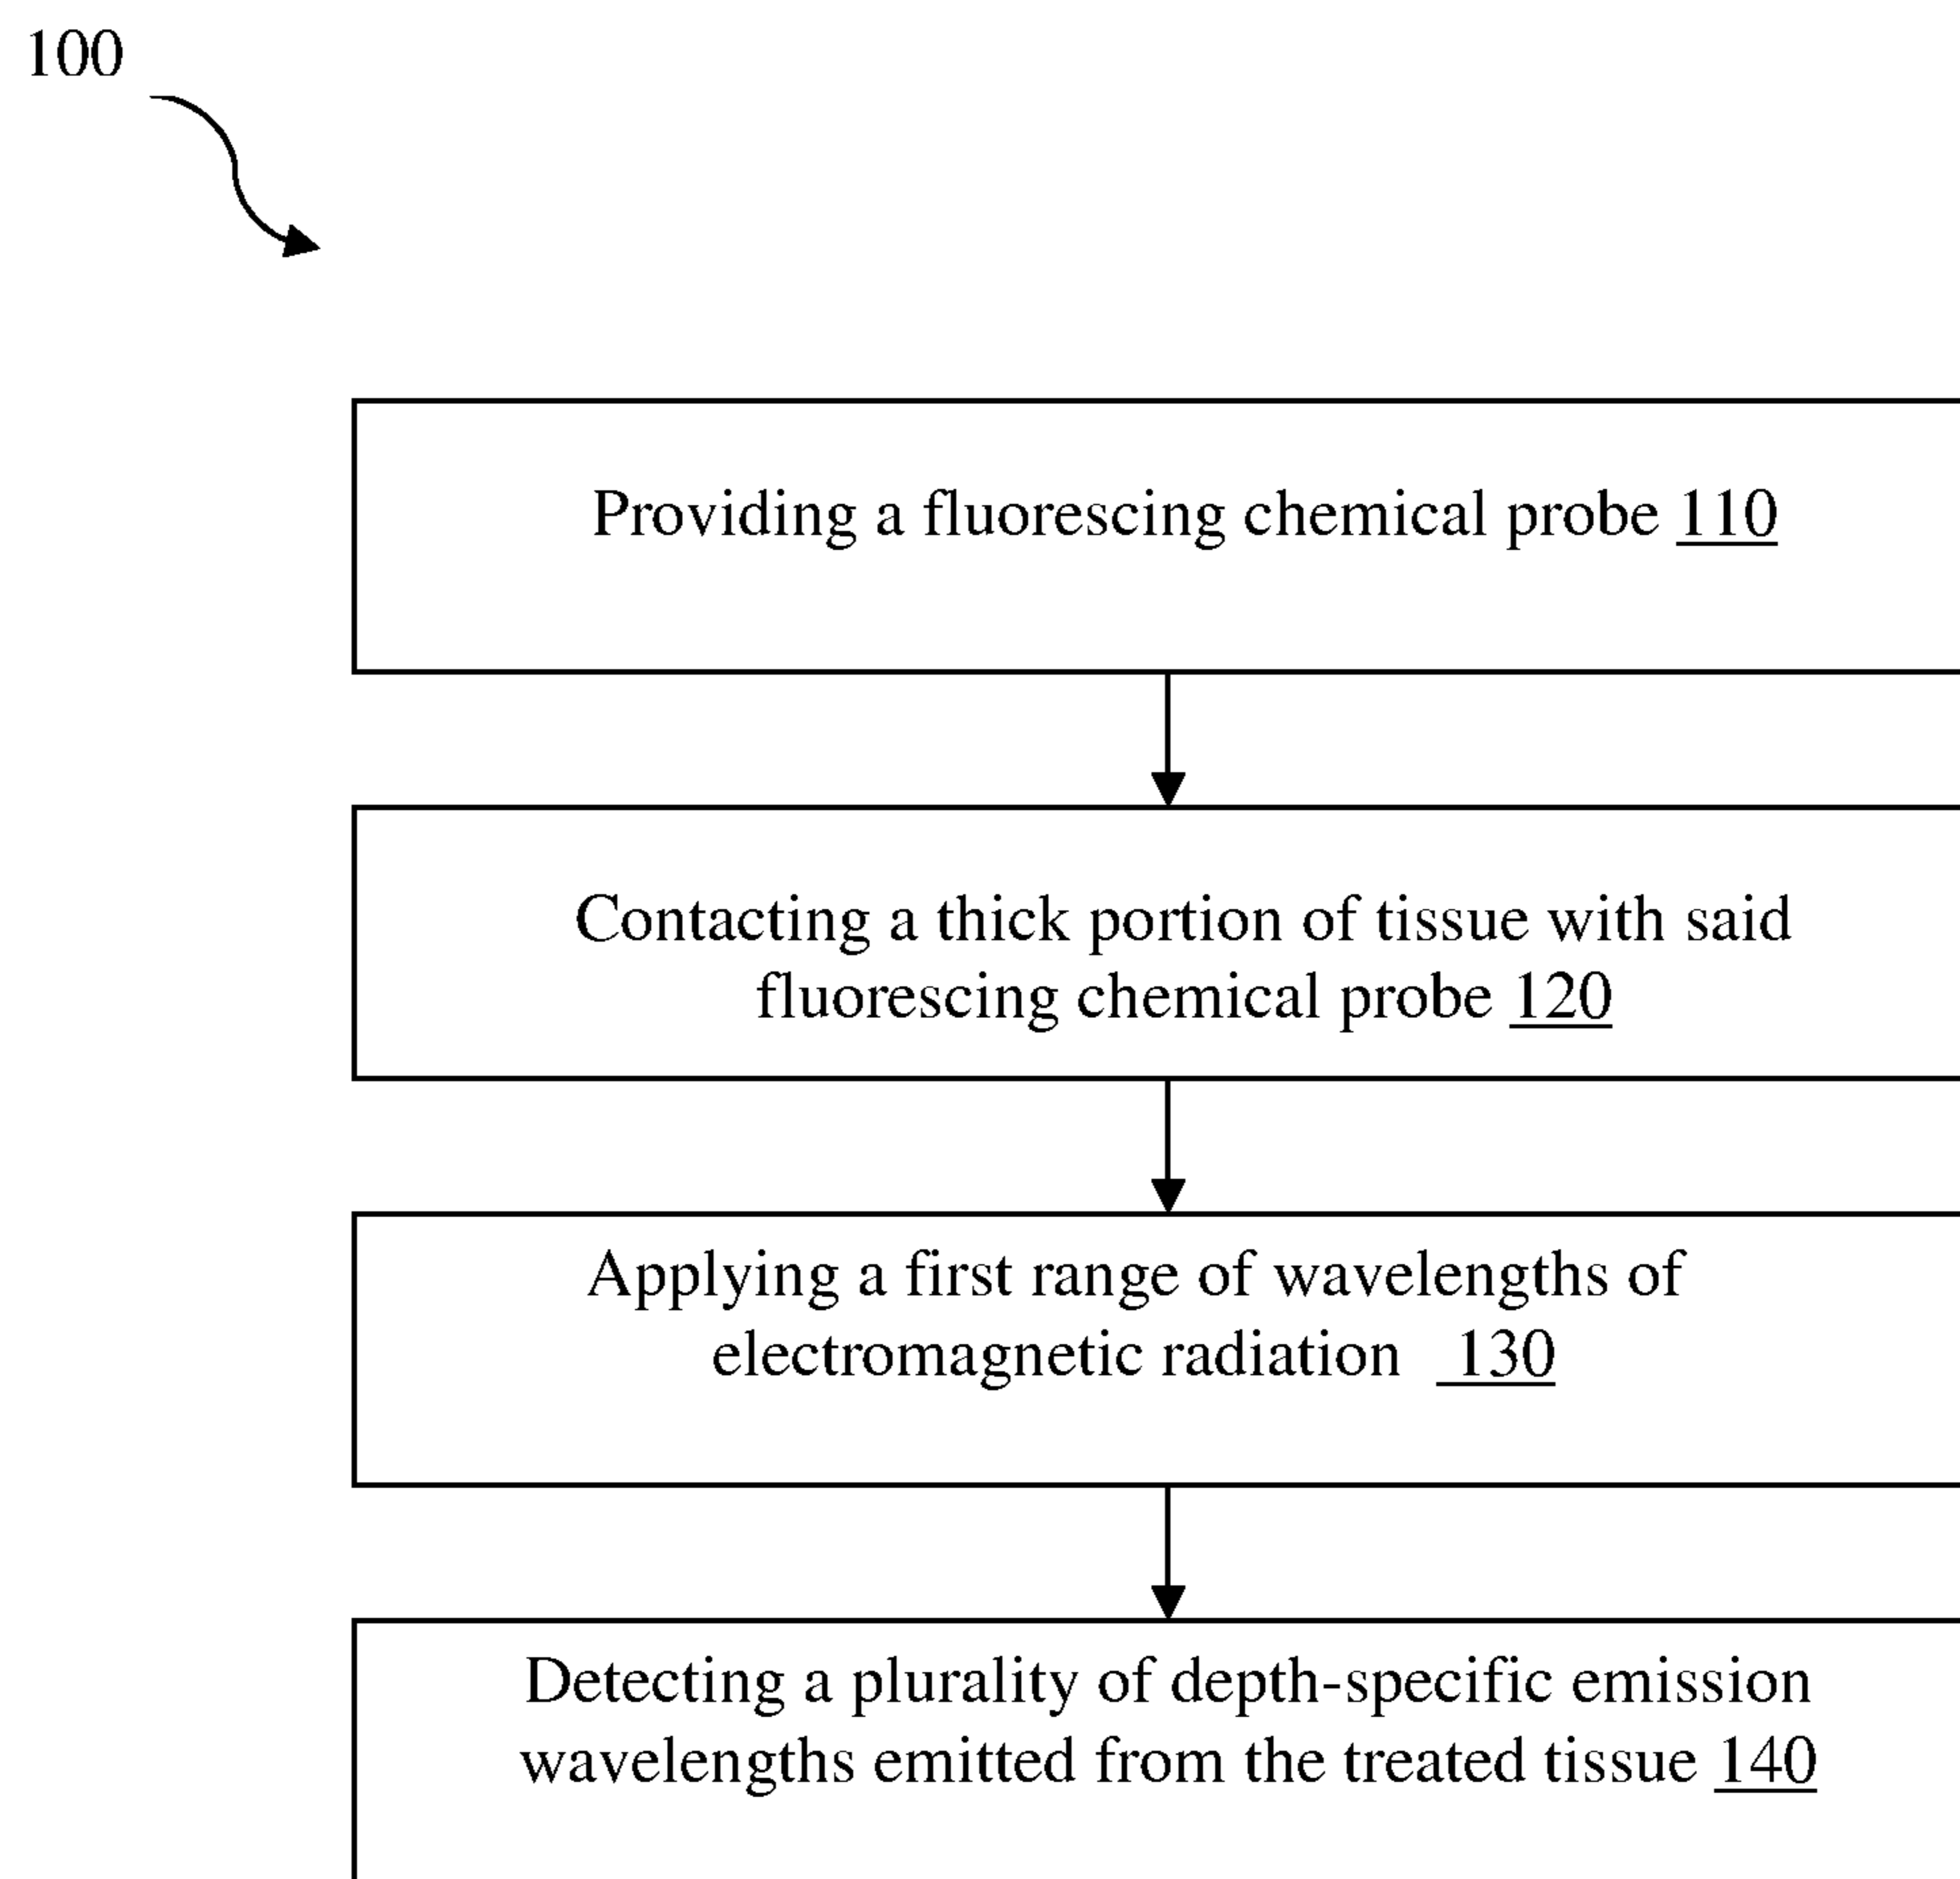 100
Providing a fluorescing chemical probe 110
Contacting a thick portion of tissue with said
fluorescing chemical probe 120
Applying a first range of wavelengths of
electromagnetic radiation 130
Detecting a plurality of depth-specific emission
wavelengths emitted from the treated tissue 140